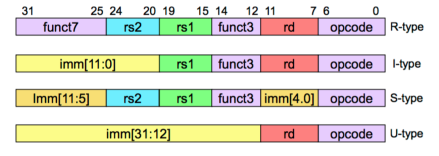 31 25 24 20 19 15 14 12 11 7 6 0
funct7 rs2 rs1 funct3 rd opcode R-type
imm[11:0] rs1 funct3 rd opcode I-type
Imm[11:5] rs2 rs1 funct3 imm[4.0] opcode S-type
imm[31:12] rd opcode U-type